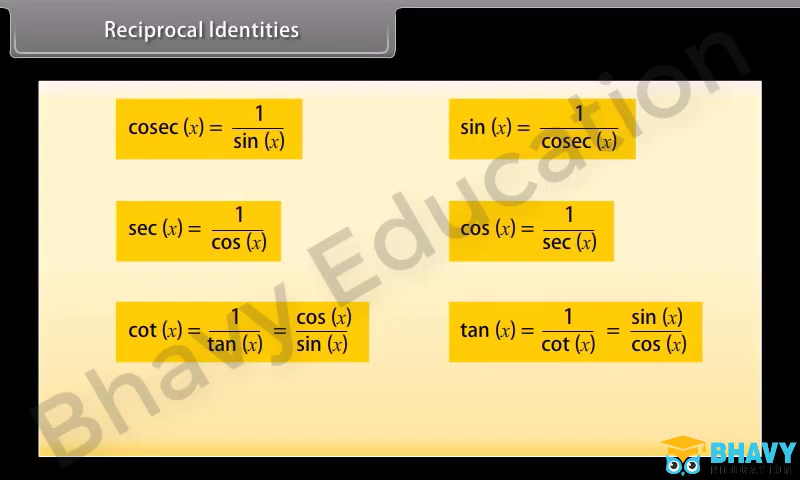 Reciprocal Identities
cosec (x) = 1 / sin (x)
sin (x) = 1 / cosec (x)
sec (x) = 1 / cos (x)
cos (x) = 1 / sec (x)
cot (x) = 1 / tan (x) = cos (x) / sin (x)
tan (x) = 1 / cot (x) = sin (x) / cos (x)
Bhavy Education
BHAVY
EDUCATION